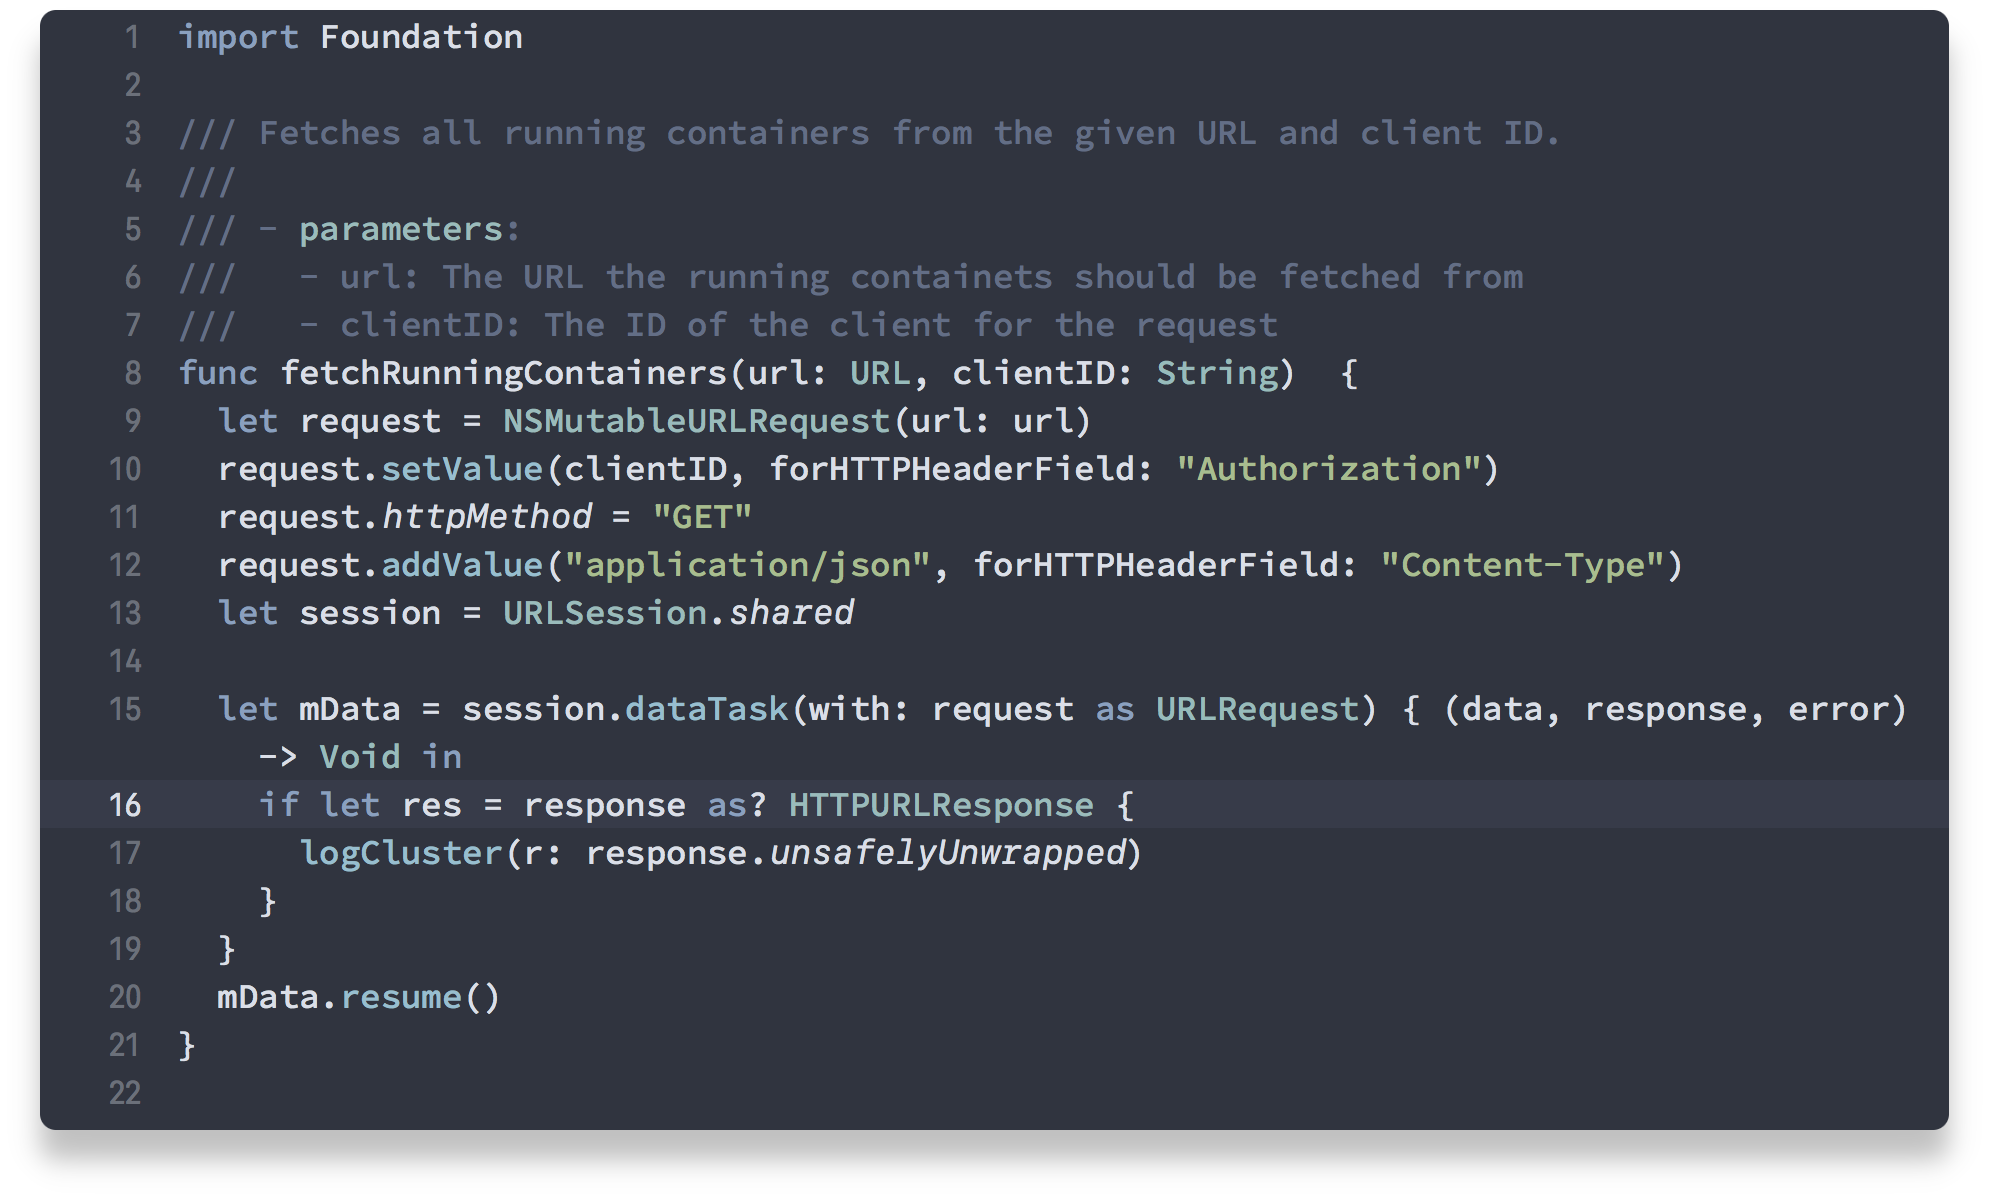 1 import Foundation
2
3 /// Fetches all running containers from the given URL and client ID.
4 ///
5 /// - parameters:
6 ///   - url: The URL the running containets should be fetched from
7 ///   - clientID: The ID of the client for the request
8 func fetchRunningContainers(url: URL, clientID: String)  {
9   let request = NSMutableURLRequest(url: url)
10   request.setValue(clientID, forHTTPHeaderField: "Authorization")
11   request.httpMethod = "GET"
12   request.addValue("application/json", forHTTPHeaderField: "Content-Type")
13   let session = URLSession.shared
14
15   let mData = session.dataTask(with: request as URLRequest) { (data, response, error)
    -> Void in
16     if let res = response as? HTTPURLResponse {
17       logCluster(r: response.unsafelyUnwrapped)
18     }
19   }
20   mData.resume()
21 }
22